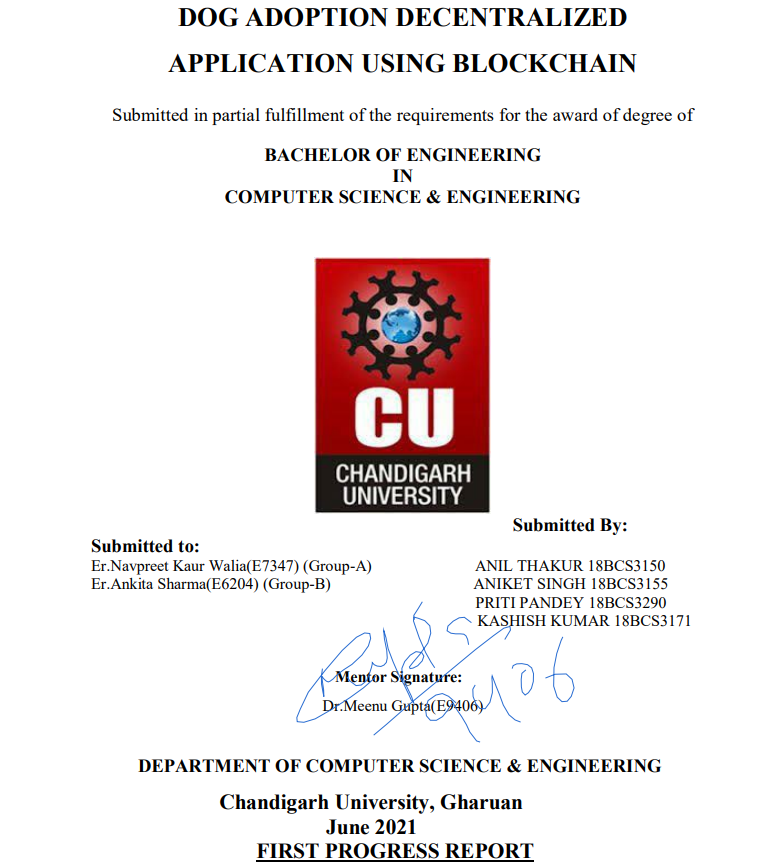 DOG ADOPTION DECENTRALIZED
APPLICATION USING BLOCKCHAIN
Submitted in partial fulfillment of the requirements for the award of degree of
BACHELOR OF ENGINEERING
IN
COMPUTER SCIENCE & ENGINEERING
CU
CHANDIGARH
UNIVERSITY
Submitted By:
Submitted to:
Er.Navpreet Kaur Walia(E7347) (Group-A)
ANIL THAKUR 18BCS3150
Er.Ankita Sharma(E6204) (Group-B)
ANIKET SINGH 18BCS3155
PRITI PANDEY 18BCS3290
KASHISH KUMAR 18BCS3171
Mentor Signature:
Dr.Meenu Gupta(E9406)
DEPARTMENT OF COMPUTER SCIENCE & ENGINEERING
Chandigarh University, Gharuan
June 2021
FIRST PROGRESS REPORT